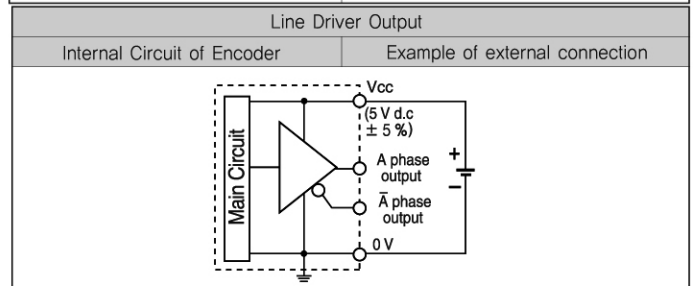 Line Driver Output
Internal Circuit of Encoder
Example of external connection
Main Circuit
Vcc
(5 V d.c
± 5 %)
A phase
output
A̅ phase
output
0 V
+
−